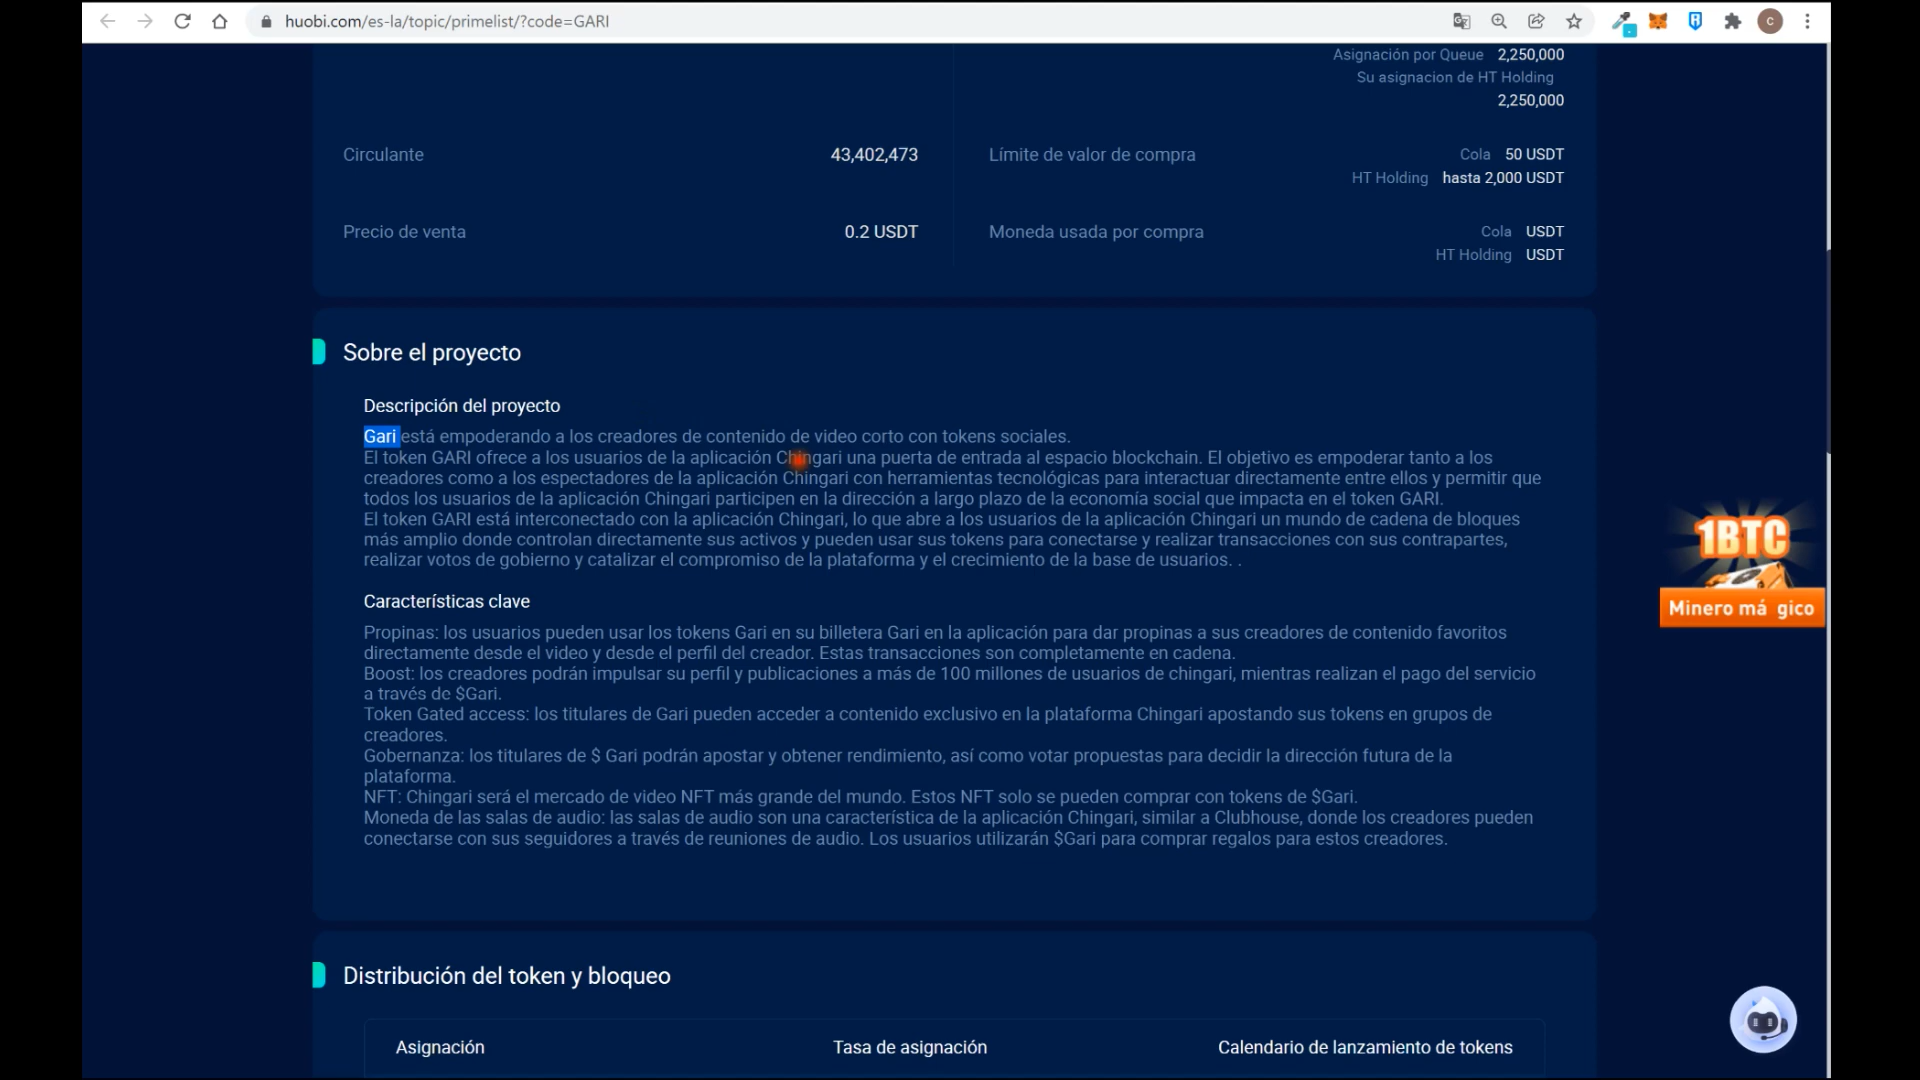 huobi.com/es-la/topic/primelist/?code=GARI
C
Asignación por Queue 2,250,000
Su asignacion de HT Holding
2,250,000
Circulante 43,402,473
Límite de valor de compra
Cola 50 USDT
HT Holding hasta 2,000 USDT
Precio de venta 0.2 USDT
Moneda usada por compra
Cola USDT
HT Holding USDT
Sobre el proyecto
Descripción del proyecto
Gari está empoderando a los creadores de contenido de video corto con tokens sociales.
El token GARI ofrece a los usuarios de la aplicación Chingari una puerta de entrada al espacio blockchain. El objetivo es empoderar tanto a los
creadores como a los espectadores de la aplicación Chingari con herramientas tecnológicas para interactuar directamente entre ellos y permitir que
todos los usuarios de la aplicación Chingari participen en la dirección a largo plazo de la economía social que impacta en el token GARI.
El token GARI está interconectado con la aplicación Chingari, lo que abre a los usuarios de la aplicación Chingari un mundo de cadena de bloques
más amplio donde controlan directamente sus activos y pueden usar sus tokens para conectarse y realizar transacciones con sus contrapartes,
realizar votos de gobierno y catalizar el compromiso de la plataforma y el crecimiento de la base de usuarios. .
Características clave
Propinas: los usuarios pueden usar los tokens Gari en su billetera Gari en la aplicación para dar propinas a sus creadores de contenido favoritos
directamente desde el video y desde el perfil del creador. Estas transacciones son completamente en cadena.
Boost: los creadores podrán impulsar su perfil y publicaciones a más de 100 millones de usuarios de chingari, mientras realizan el pago del servicio
a través de $Gari.
Token Gated access: los titulares de Gari pueden acceder a contenido exclusivo en la plataforma Chingari apostando sus tokens en grupos de
creadores.
Gobernanza: los titulares de $ Gari podrán apostar y obtener rendimiento, así como votar propuestas para decidir la dirección futura de la
plataforma.
NFT: Chingari será el mercado de video NFT más grande del mundo. Estos NFT solo se pueden comprar con tokens de $Gari.
Moneda de las salas de audio: las salas de audio son una característica de la aplicación Chingari, similar a Clubhouse, donde los creadores pueden
conectarse con sus seguidores a través de reuniones de audio. Los usuarios utilizarán $Gari para comprar regalos para estos creadores.
1BTC
Minero má gico
Distribución del token y bloqueo
Asignación Tasa de asignación Calendario de lanzamiento de tokens